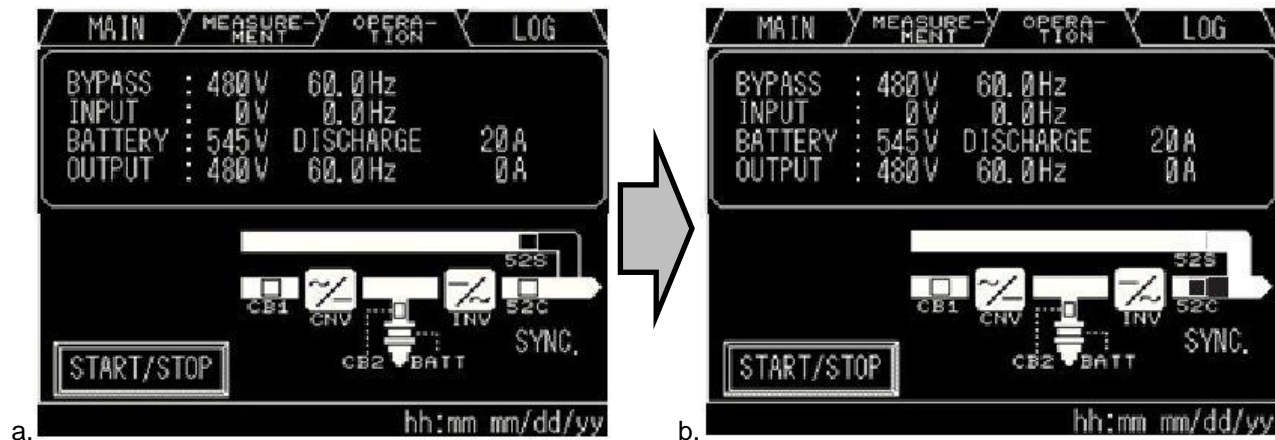 MAIN MEASURE-MENT OPERA-TION LOG
BYPASS : 480V 60.0Hz
INPUT : 0V 0.0Hz
BATTERY : 545V DISCHARGE 20A
OUTPUT : 480V 60.0Hz 0A
52S
CB1 CNV INV 52C
SYNC.
CB2 BATT
START/STOP
hh:mm mm/dd/yy
a.
MAIN MEASURE-MENT OPERA-TION LOG
BYPASS : 480V 60.0Hz
INPUT : 0V 0.0Hz
BATTERY : 545V DISCHARGE 20A
OUTPUT : 480V 60.0Hz 0A
52S
CB1 CNV INV 52C
SYNC.
CB2 BATT
START/STOP
hh:mm mm/dd/yy
b.